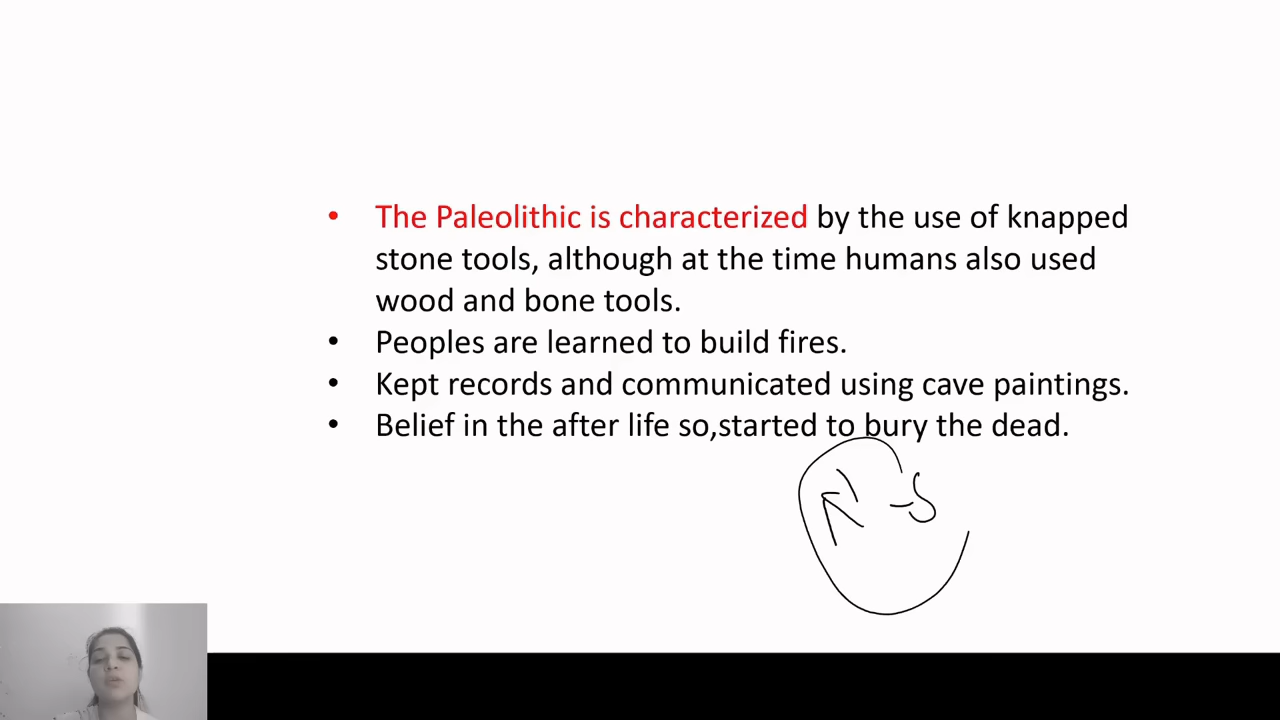 • The Paleolithic is characterized by the use of knapped
stone tools, although at the time humans also used
wood and bone tools.
• Peoples are learned to build fires.
• Kept records and communicated using cave paintings.
• Belief in the after life so,started to bury the dead.
N-S